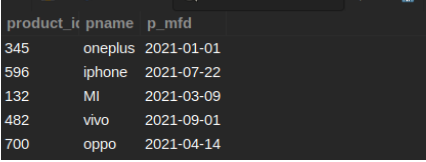 product_id pname p_mfd
345 oneplus 2021-01-01
596 iphone 2021-07-22
132 MI 2021-03-09
482 vivo 2021-09-01
700 oppo 2021-04-14